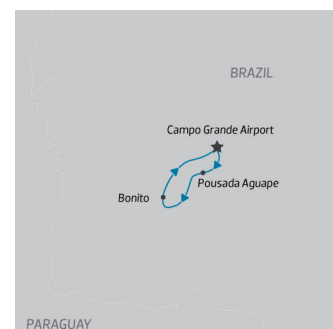 BRAZIL
Campo Grande Airport
Pousada Aguape
Bonito
PARAGUAY